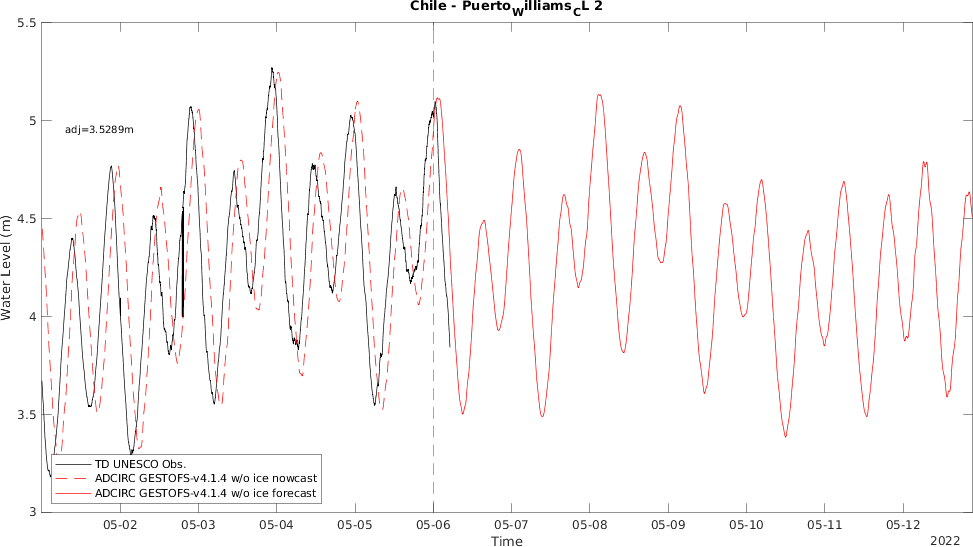 Chile - PuertoWilliamsCL 2
5.5
5
4.5
4
3.5
3
Water Level (m)
adj=3.5289m
TD UNESCO Obs.
ADCIRC GESTOFS-v4.1.4 w/o ice nowcast
ADCIRC GESTOFS-v4.1.4 w/o ice forecast
05-02 05-03 05-04 05-05 05-06 05-07 05-08 05-09 05-10 05-11 05-12
Time
2022